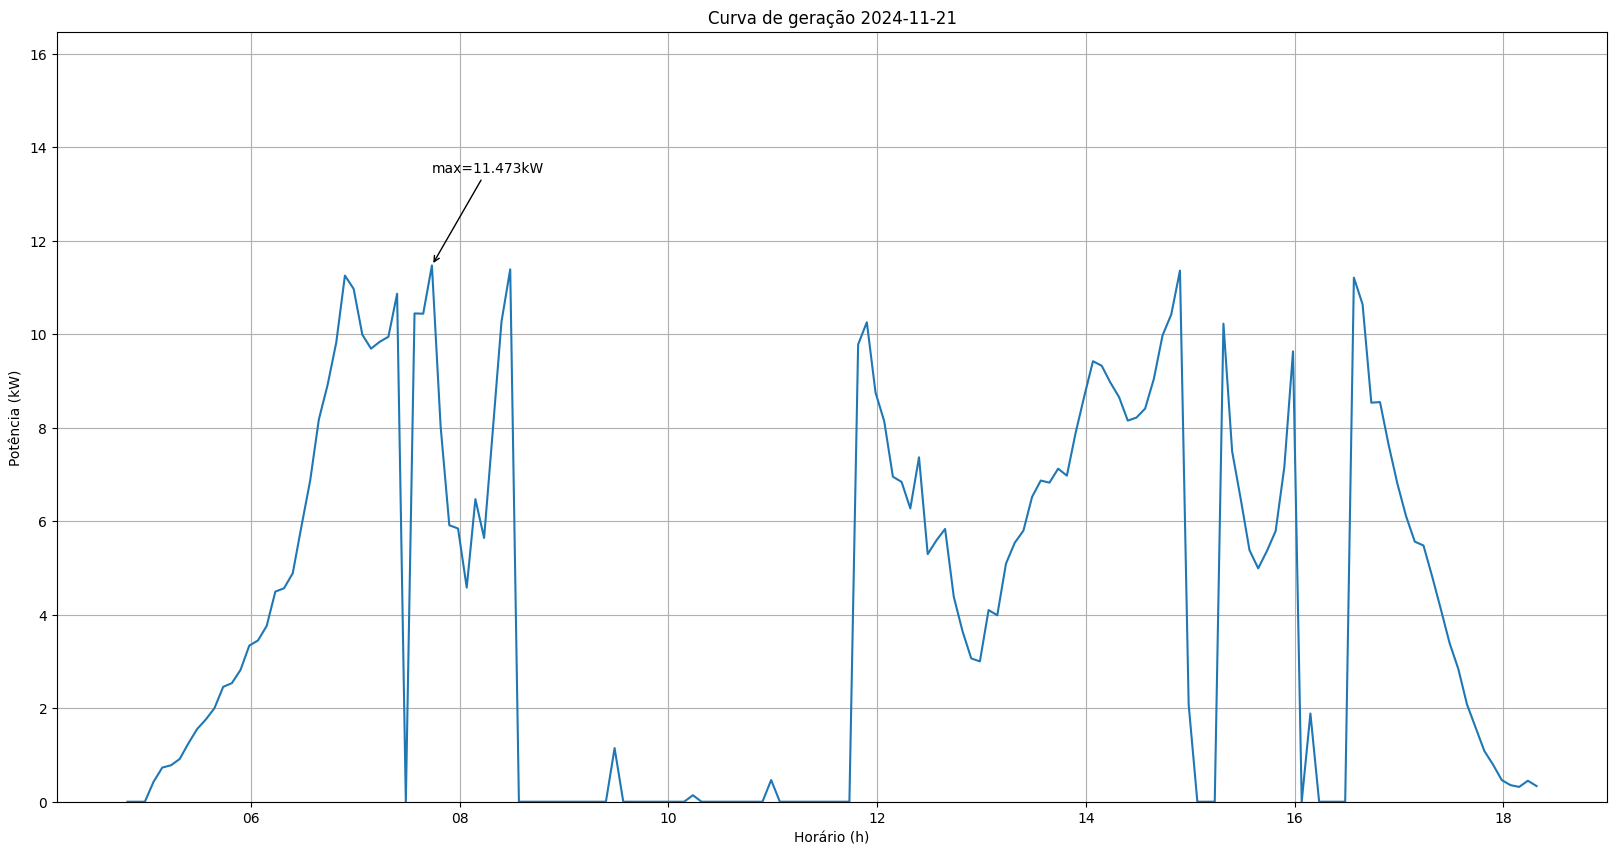 Curva de geração 2024-11-21
16
14
max=11.473kW
12
10
8
6
4
2
0
Potência (kW)
06 08 10 12 14 16 18
Horário (h)